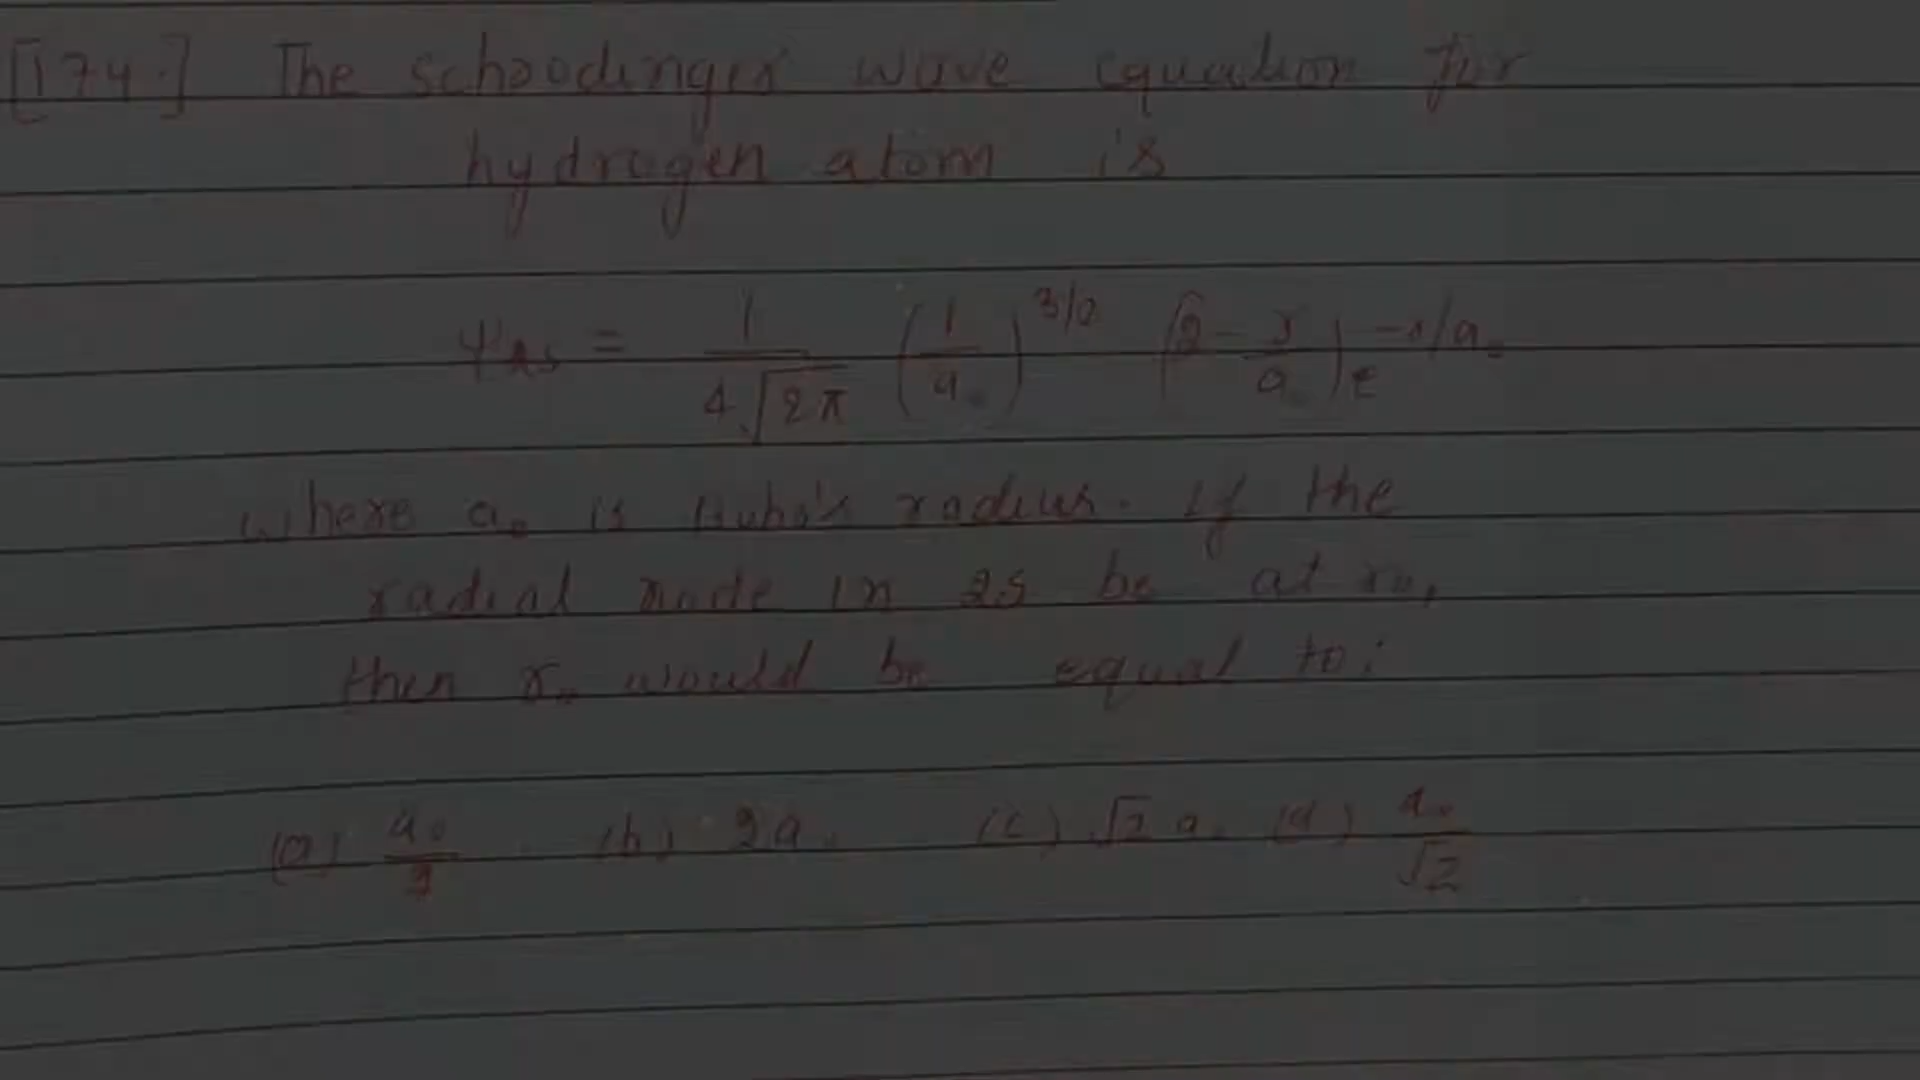 [174.] The schoodinger wave equation for
hydrogen atom is
Ψ2s = 1/(4√2π) (1/a₀)^3/2 (2 - r/a₀) e^-r/a₀
where a₀ is Bohr's radius. If the
radial node in 2s be at r₀,
then r₀ would be equal to:
(a) a₀/2 (b) 2a₀ (c) √2 a₀ (d) a₀/√2